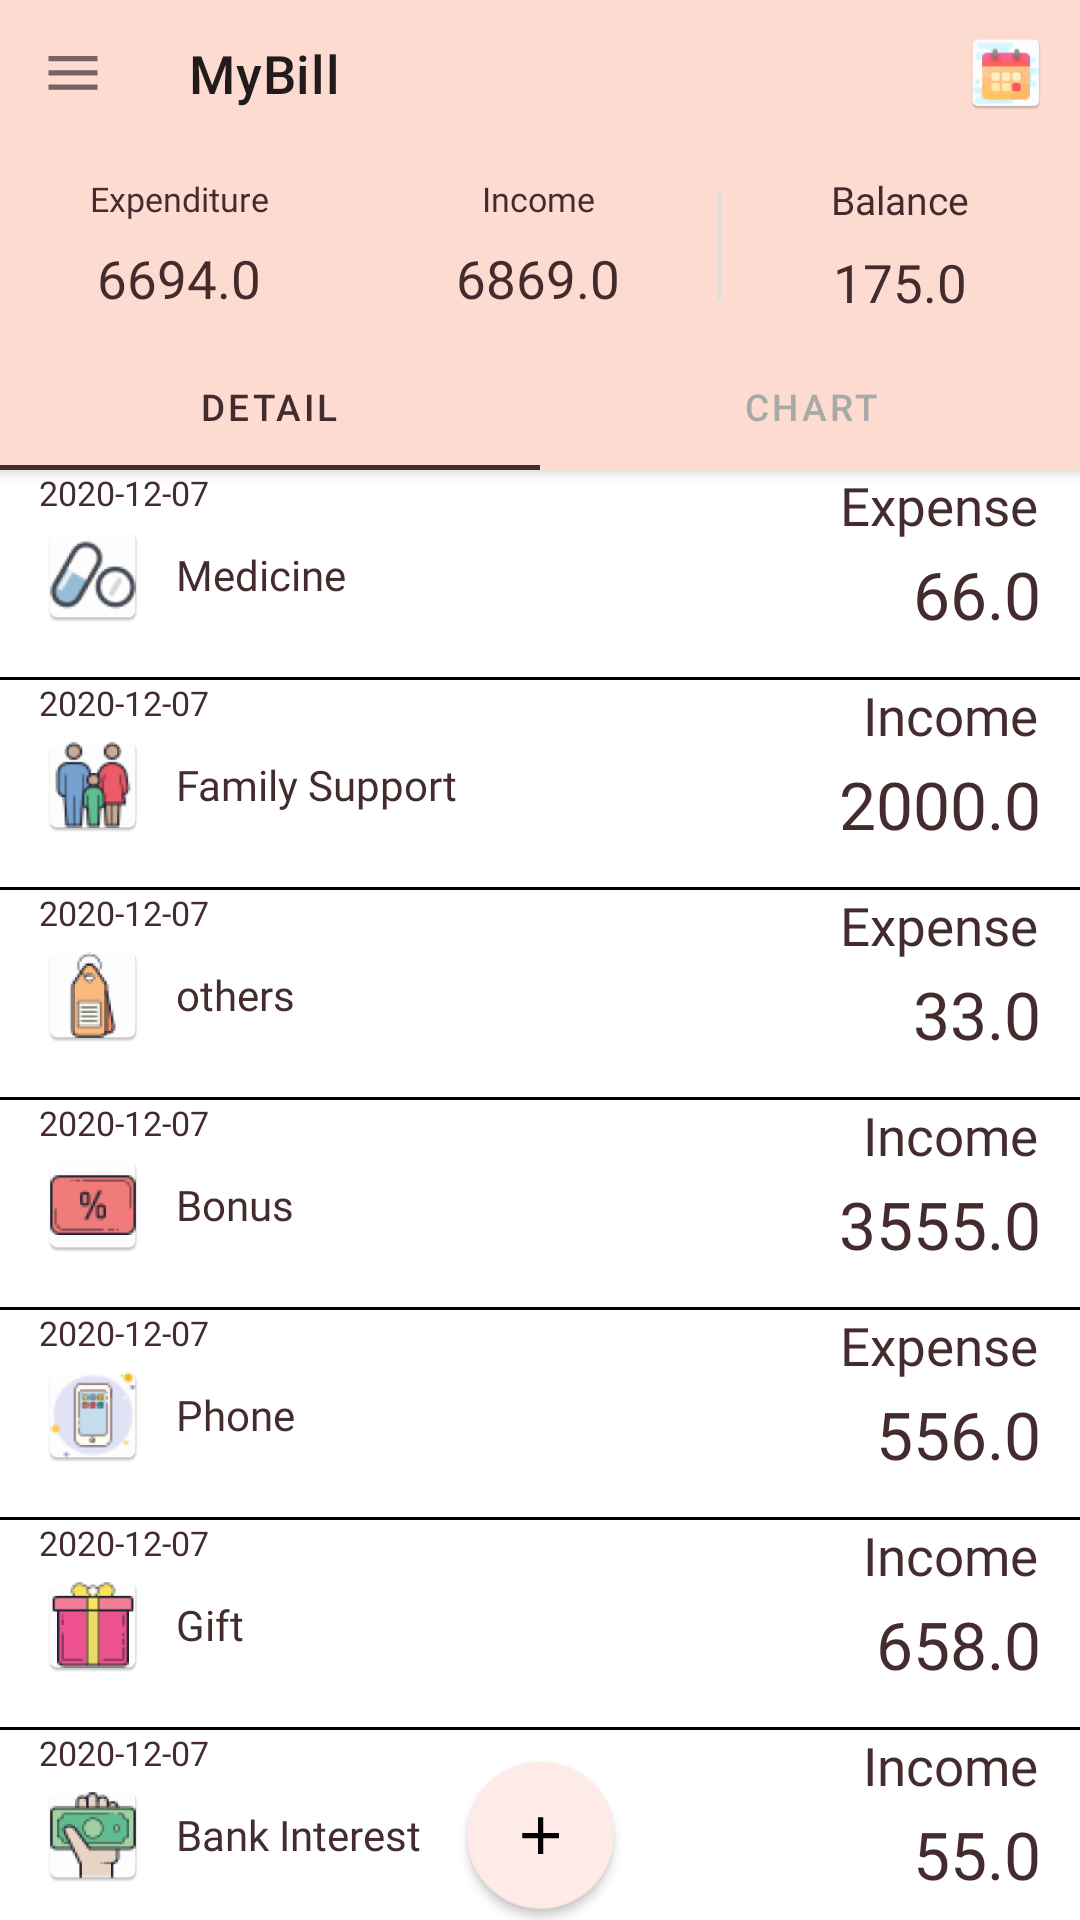 MyBill
Expenditure
6694.0
Income
6869.0
Balance
175.0
DETAIL
CHART
2020-12-07
Medicine
Expense
66.0
2020-12-07
Family Support
Income
2000.0
2020-12-07
others
Expense
33.0
2020-12-07
%
Bonus
Income
3555.0
2020-12-07
Phone
Expense
556.0
2020-12-07
Gift
Income
658.0
2020-12-07
Bank Interest
Income
55.0
+